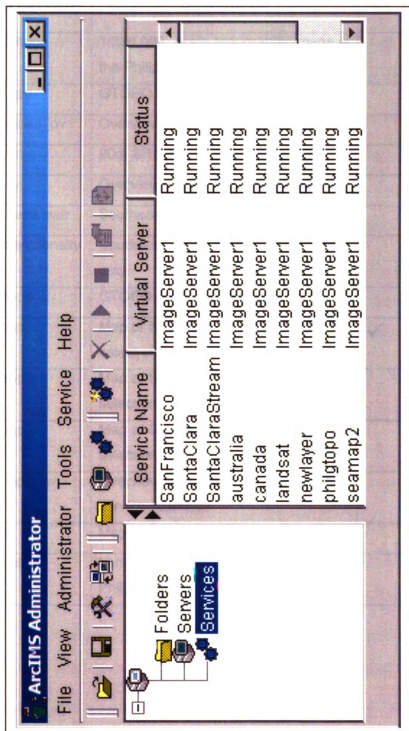 ArcIMS Administrator
File View Administrator Tools Service Help
Folders
Servers
Services
Service Name Virtual Server Status
SanFrancisco ImageServer1 Running
SantaClara ImageServer1 Running
SantaClaraStream ImageServer1 Running
australia ImageServer1 Running
canada ImageServer1 Running
landsat ImageServer1 Running
newlayer ImageServer1 Running
philgtopo ImageServer1 Running
seamap2 ImageServer1 Running